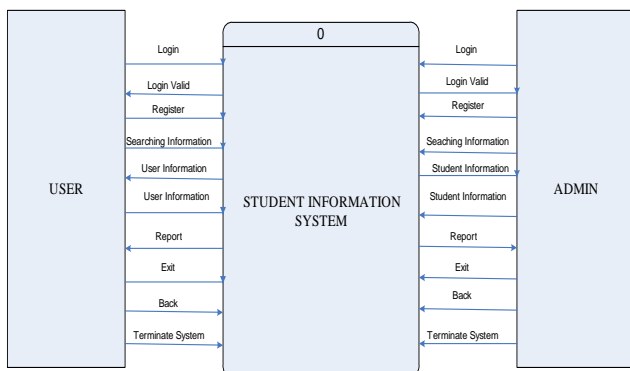 0
Login
Login Valid
Register
Searching Information
User Information
User Information
Report
Exit
Back
Terminate System
USER
STUDENT INFORMATION
SYSTEM
Login
Login Valid
Register
Seaching Information
Student Information
Student Information
Report
Exit
Back
Terminate System
ADMIN